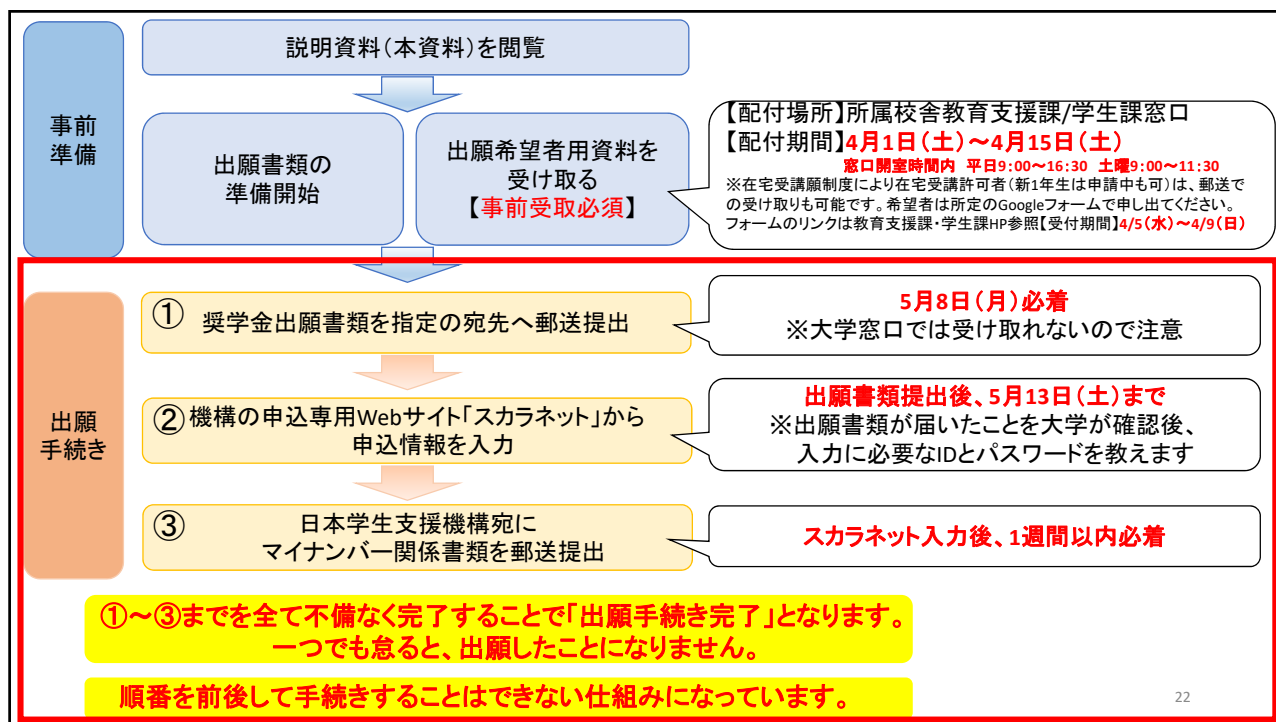 事前
準備
説明資料（本資料）を閲覧
出願書類の
準備開始
出願希望者用資料を
受け取る
【事前受取必須】
【配付場所】所属校舎教育支援課/学生課窓口
【配付期間】4月1日（土）～4月15日（土）
窓口開室時間内 平日9:00～16:30 土曜9:00～11:30
※在宅受講願制度により在宅受講許可者（新1年生は申請中も可）は、郵送で
の受け取りも可能です。希望者は所定のGoogleフォームで申し出てください。
フォームのリンクは教育支援課・学生課HP参照【受付期間】4/5（水）～4/9（日）
出願
手続き
① 奨学金出願書類を指定の宛先へ郵送提出
5月8日（月）必着
※大学窓口では受け取れないので注意
②機構の申込専用Webサイト「スカラネット」から
申込情報を入力
出願書類提出後、5月13日（土）まで
※出願書類が届いたことを大学が確認後、
入力に必要なIDとパスワードを教えます
③ 日本学生支援機構宛に
マイナンバー関係書類を郵送提出
スカラネット入力後、1週間以内必着
①～③までを全て不備なく完了することで「出願手続き完了」となります。
一つでも怠ると、出願したことになりません。
順番を前後して手続きすることはできない仕組みになっています。
22